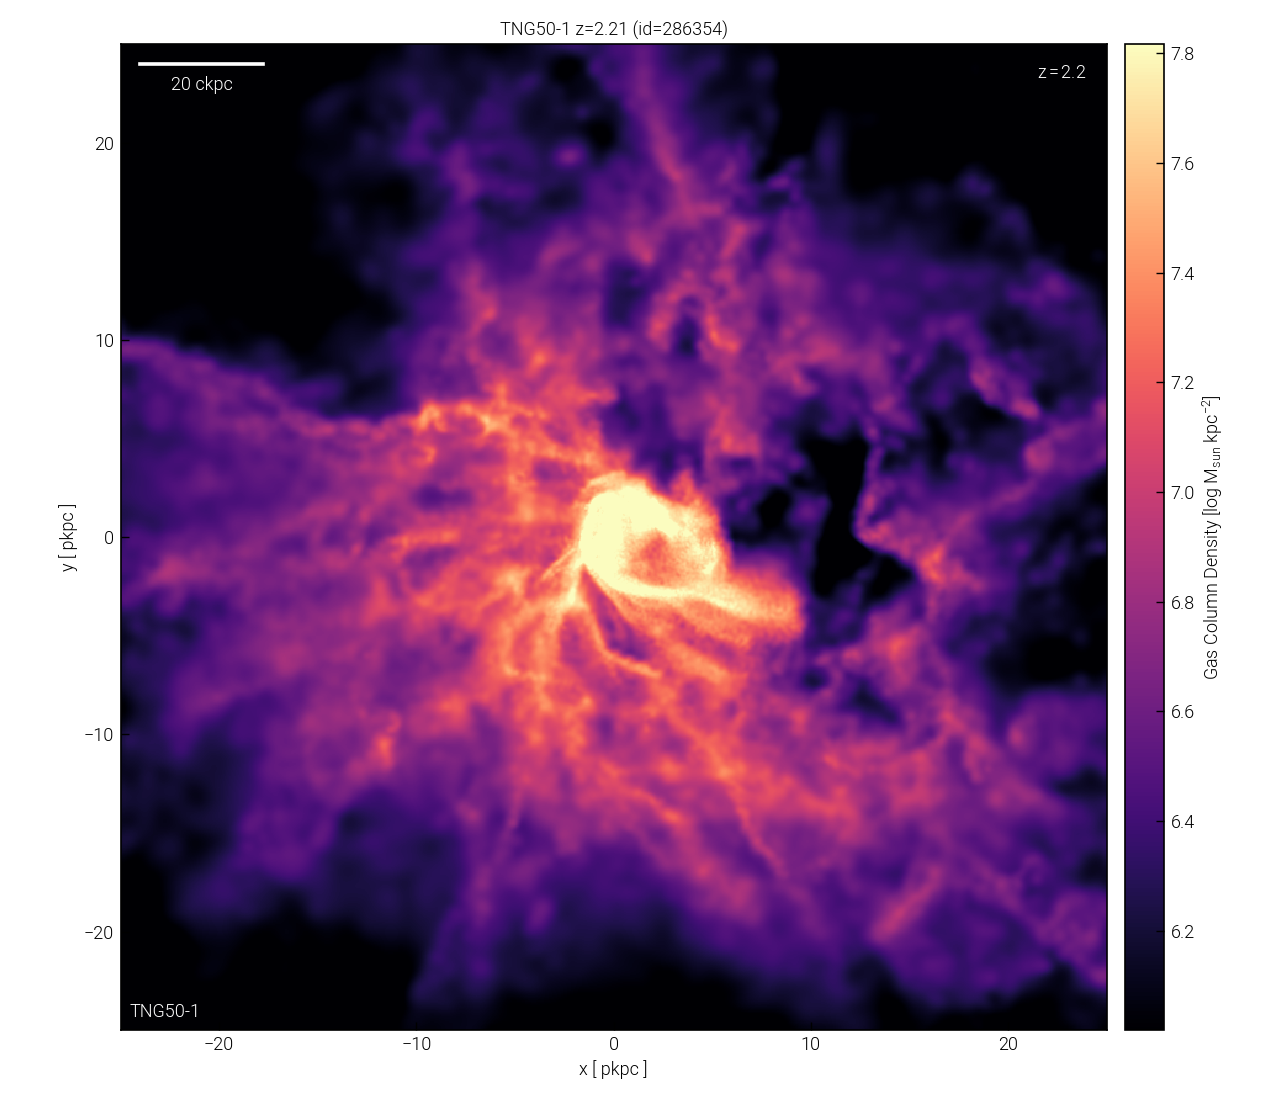 TNG50-1 z=2.21 (id=286354)
20 ckpc
z=2.2
TNG50-1
20
10
0
−10
−20
y [ pkpc ]
−20
−10
0
10
20
x [ pkpc ]
7.8
7.6
7.4
7.2
7.0
6.8
6.6
6.4
6.2
Gas Column Density [log M_sun kpc^−2]